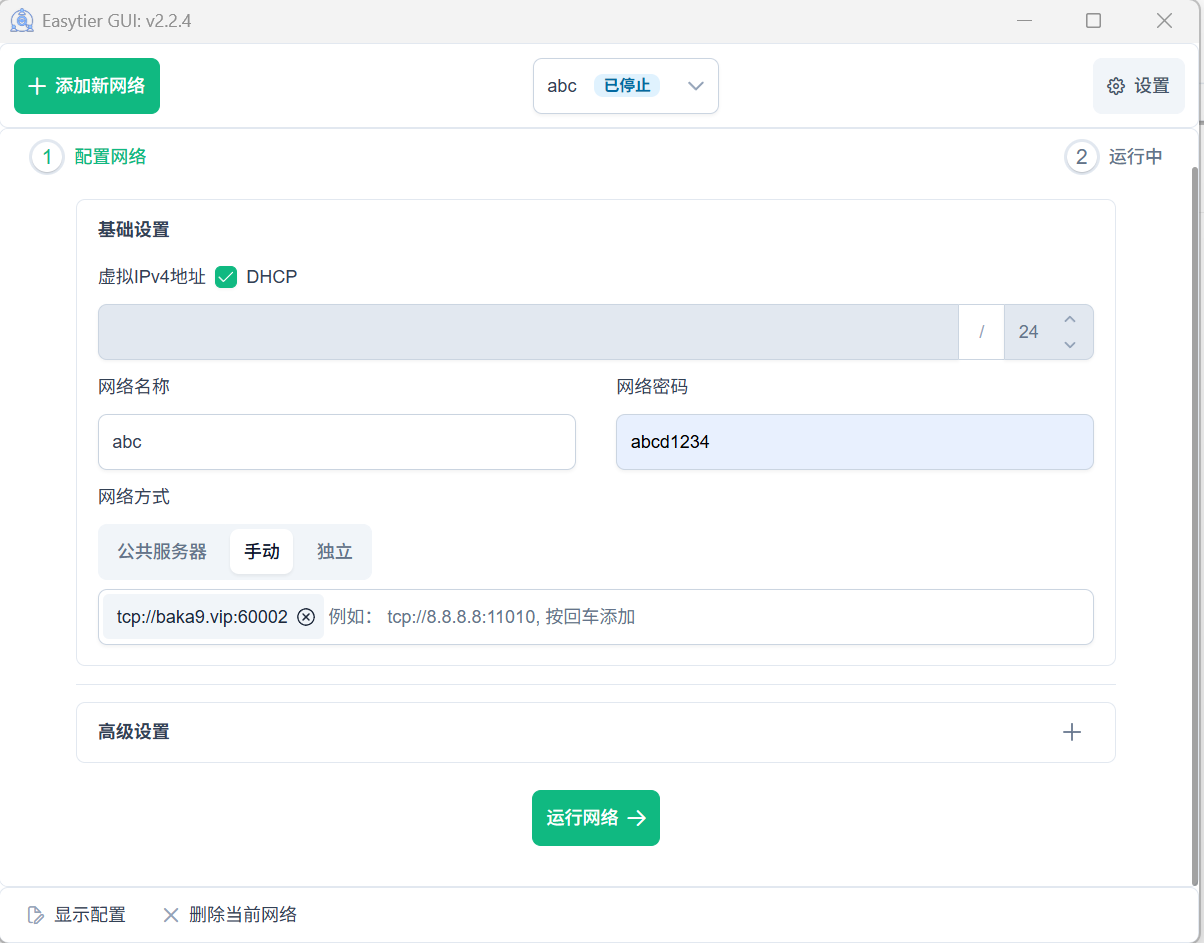 Easytier GUI: v2.2.4
添加新网络
abc 已停止
设置
1 配置网络
2 运行中
基础设置
虚拟IPv4地址 DHCP
/ 24
网络名称
网络密码
abc
abcd1234
网络方式
公共服务器 手动 独立
tcp://baka9.vip:60002 例如： tcp://8.8.8.8:11010, 按回车添加
高级设置
运行网络
显示配置 删除当前网络